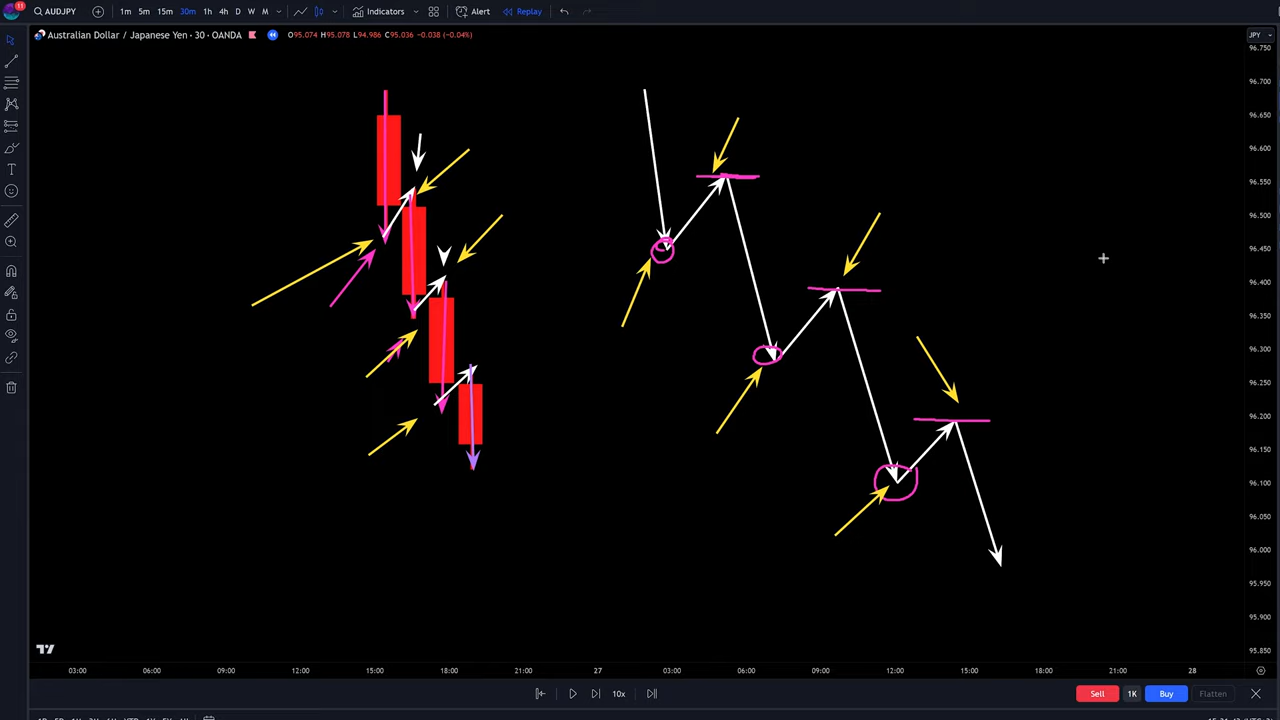 11
AUDJPY
1m 5m 15m 30m 1h 4h D W M
Indicators
Alert
Replay
Australian Dollar / Japanese Yen · 30 · OANDA
O95.074 H95.078 L94.986 C95.036 −0.038 (−0.04%)
JPY
96.750
96.700
96.650
96.600
96.550
96.500
96.450
96.400
96.350
96.300
96.250
96.200
96.150
96.100
96.050
96.000
95.950
95.900
95.850
03:00 06:00 09:00 12:00 15:00 18:00 21:00 27 03:00 06:00 09:00 12:00 15:00 18:00 21:00 28
10x
Sell 1K Buy Flatten